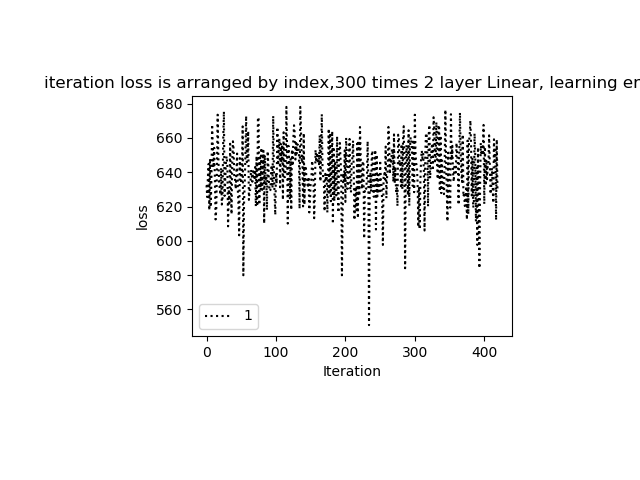 iteration loss is arranged by index,300 times 2 layer Linear, learning er
680
660
640
620
600
580
560
loss
1
0 100 200 300 400
Iteration